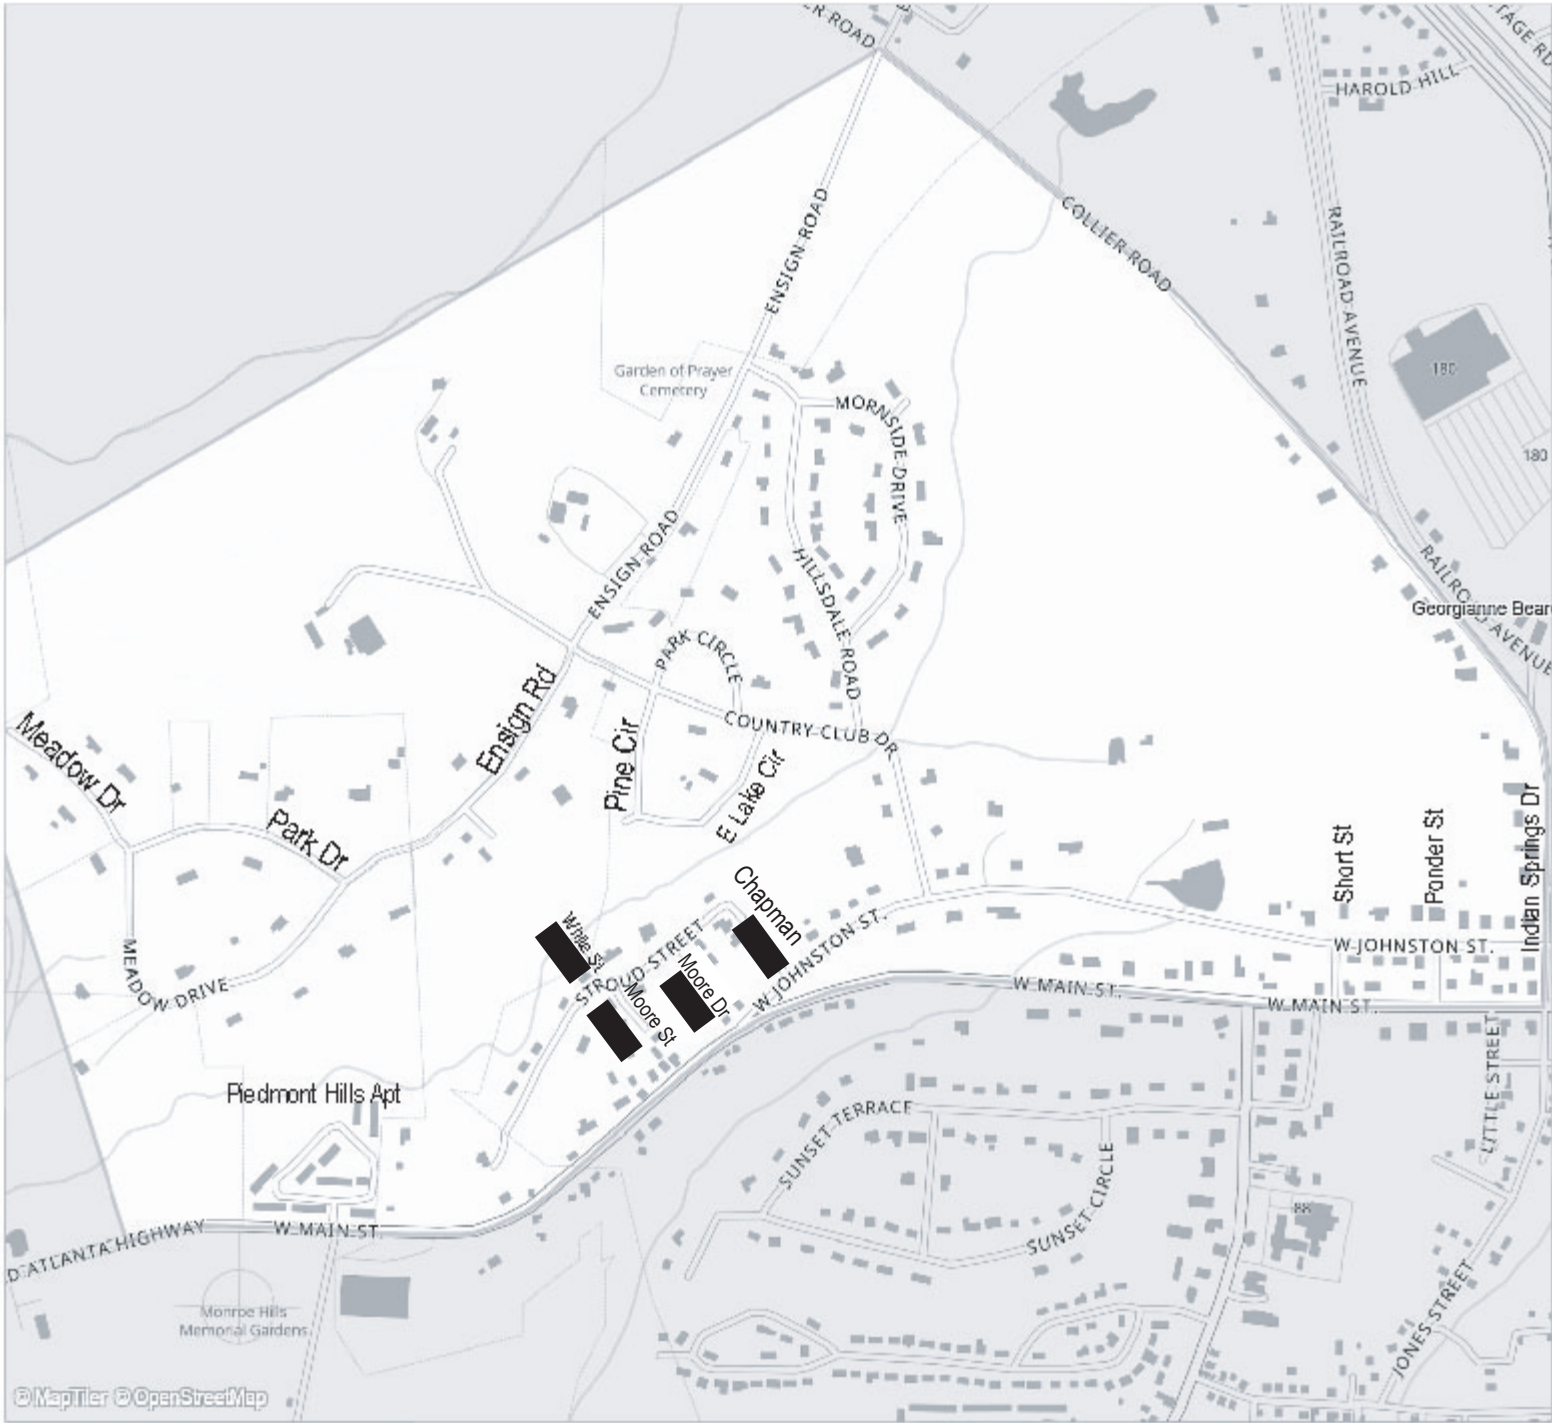 ER ROAD
TAGE RD
HAROLD HILL
COLLIER ROAD
ENSIGN ROAD
RAILROAD AVENUE
180
180
Garden of Prayer
Cemetery
MORNSIDE DRIVE
ENSIGN ROAD
HILLSDALE ROAD
RAILROAD AVENUE
Georgianne Bear
PARK CIRCLE
Ensign Rd
COUNTRY CLUB DR
Meadow Dr
Pine Cir
E Lake Cir
Park Dr
Short St
Ponder St
Indian Springs Dr
Chapman
White St
STROUD STREET
Moore Dr
Moore St
W JOHNSTON ST.
W JOHNSTON ST.
MEADOW DRIVE
W MAIN ST.
W MAIN ST.
LITTLE STREET
Piedmont Hills Apt
SUNSET TERRACE
SUNSET CIRCLE
88
D ATLANTA HIGHWAY
W MAIN ST.
JONES STREET
Monroe Hills
Memorial Gardens
© MapTiler © OpenStreetMap